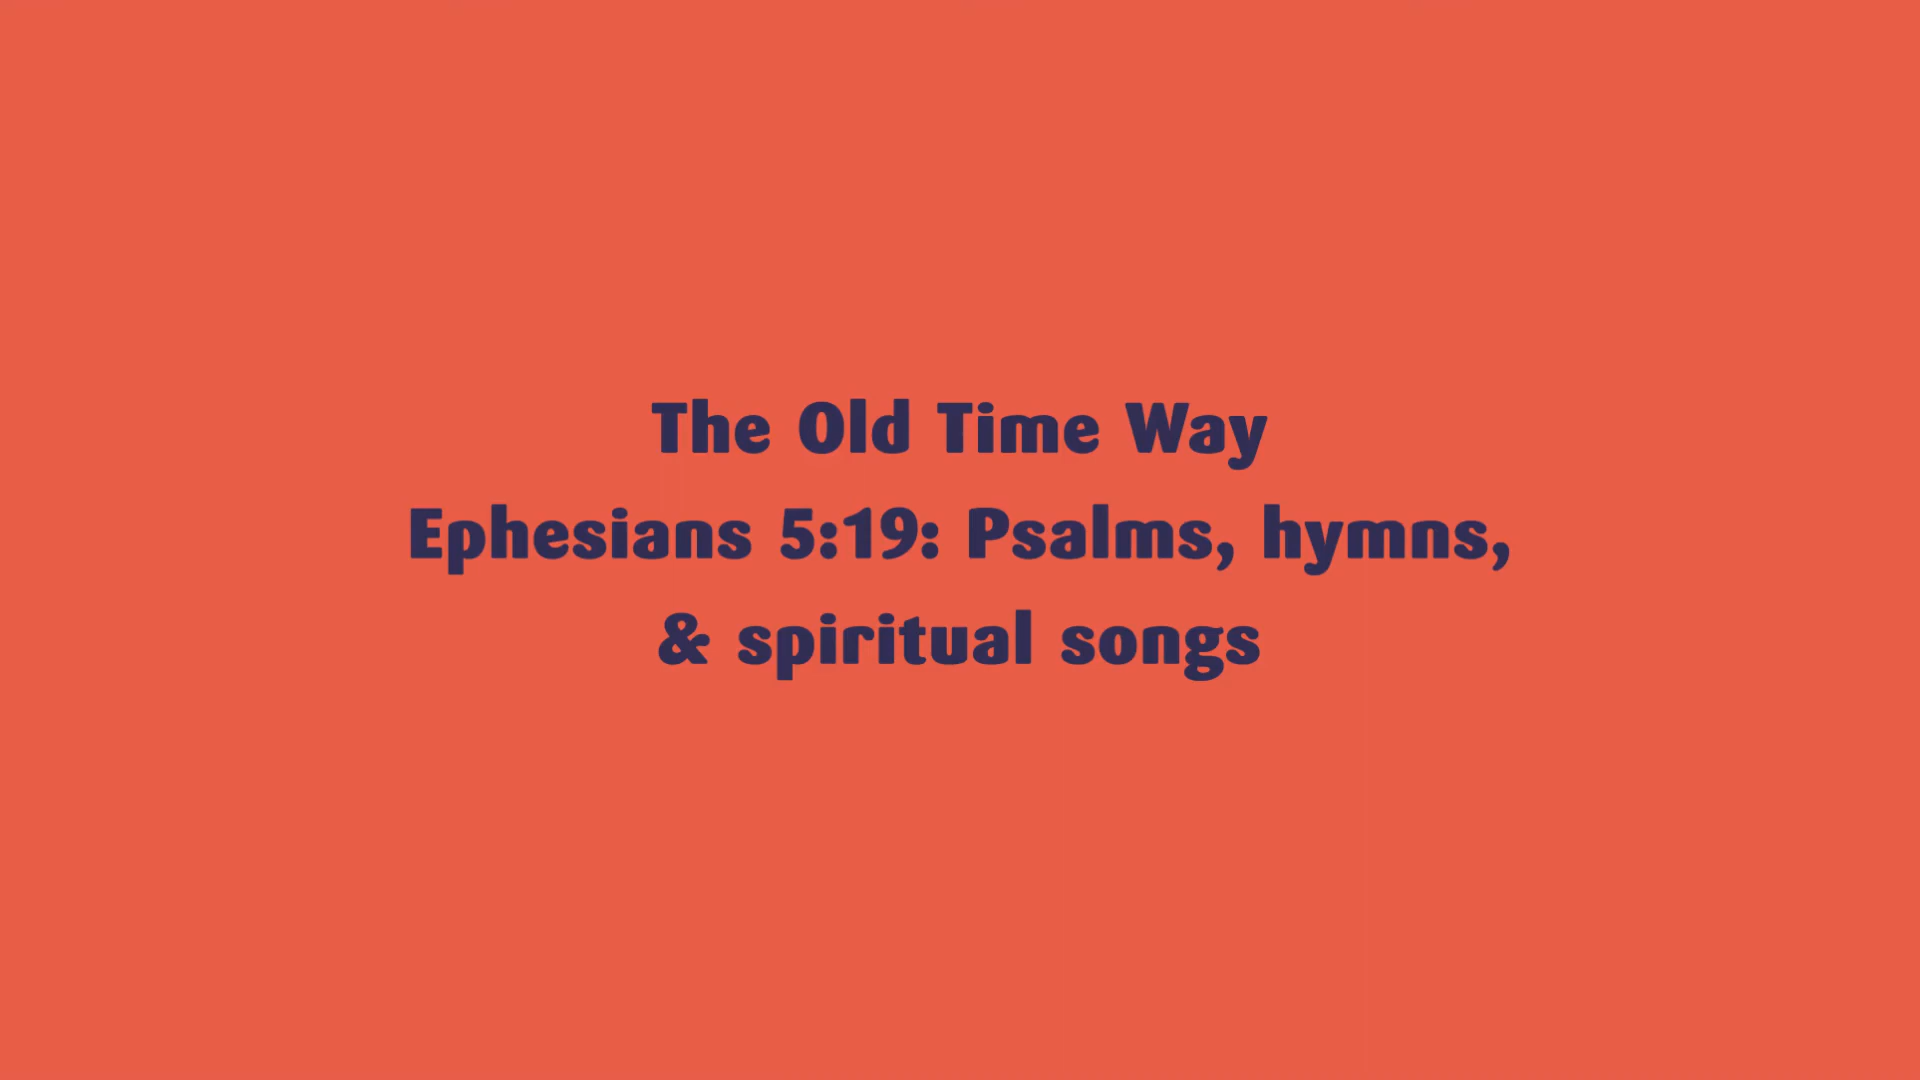 The Old Time Way
Ephesians 5:19: Psalms, hymns,
& spiritual songs